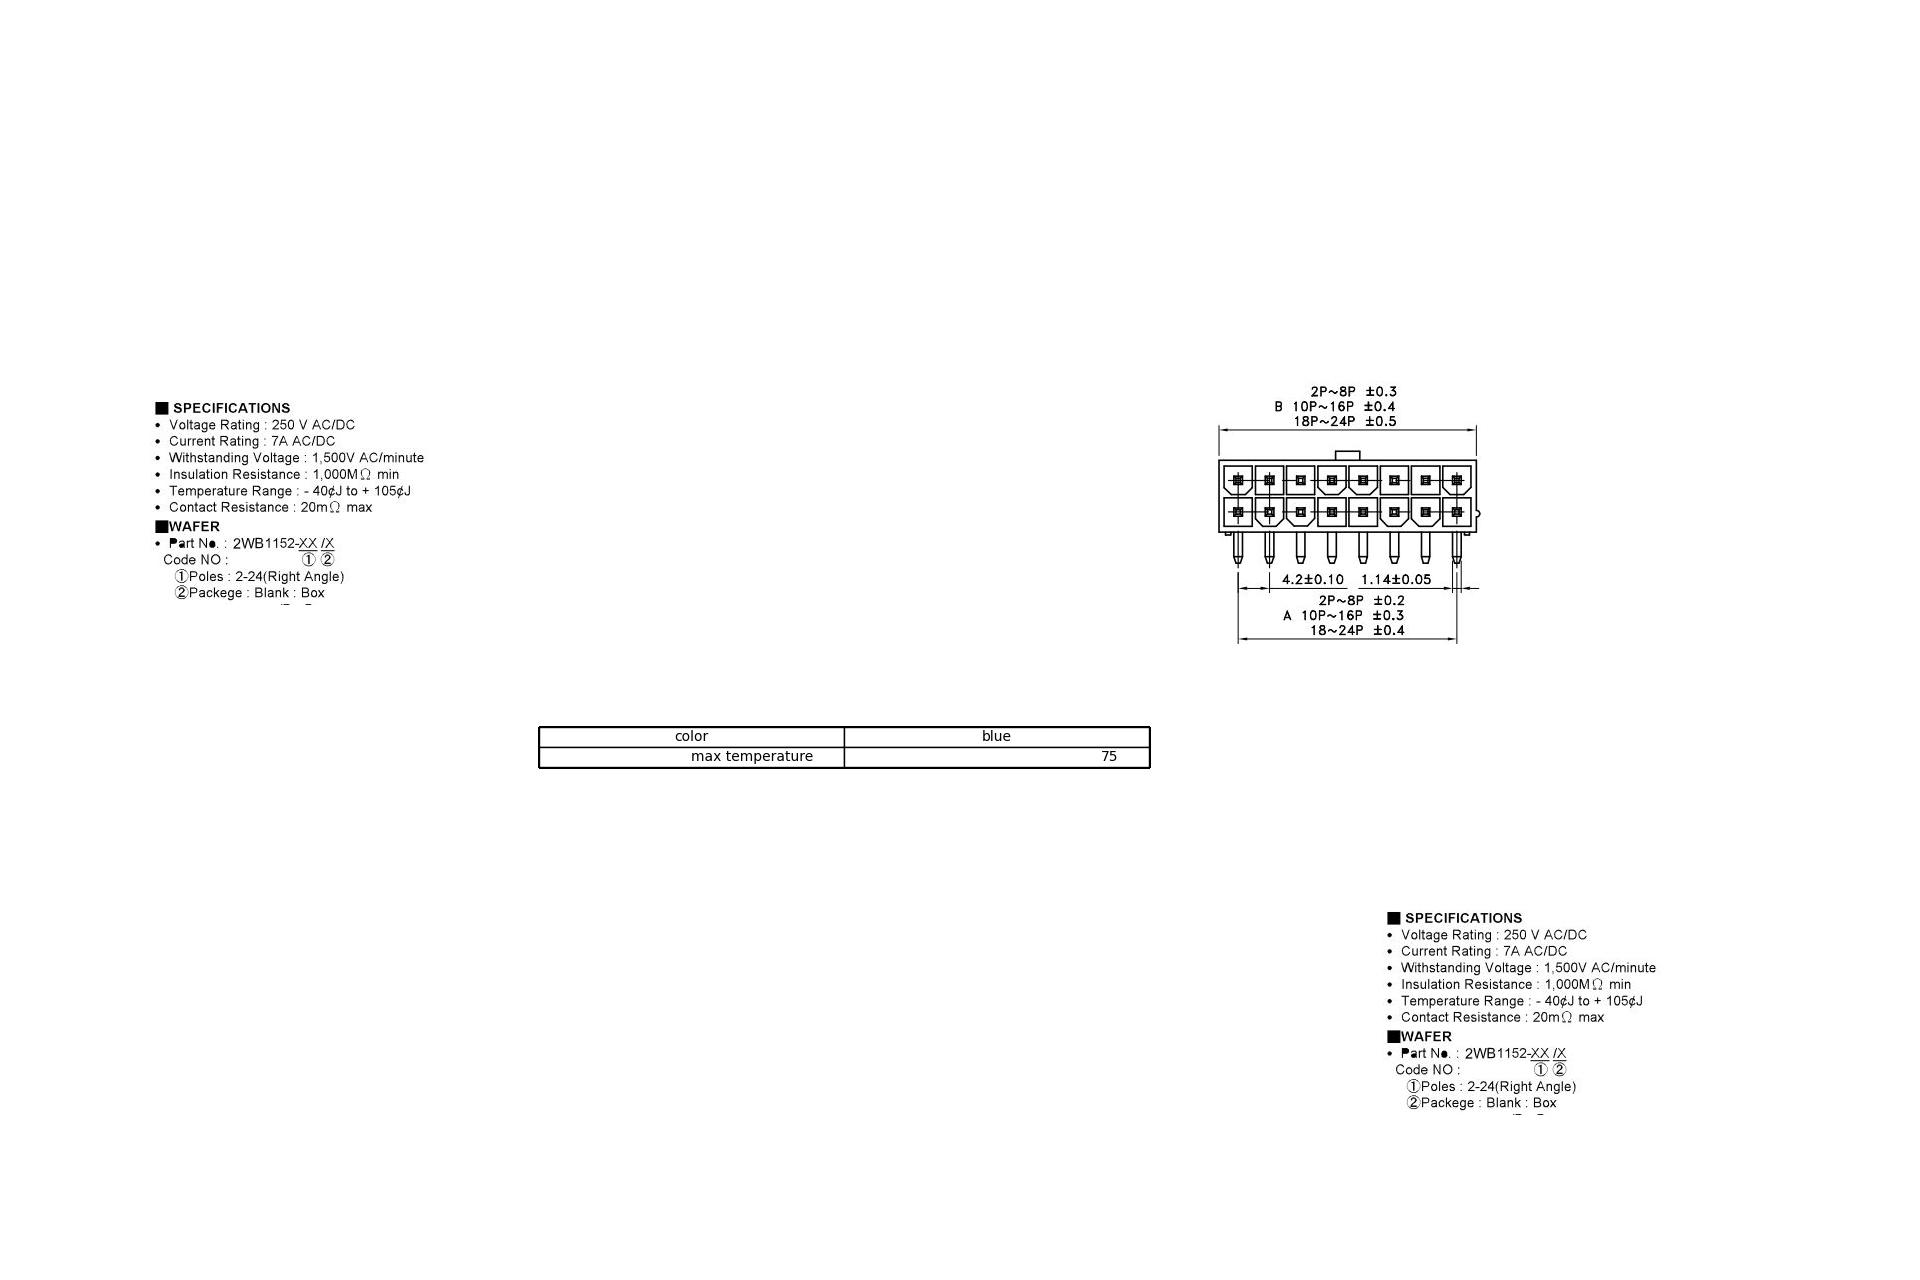 ■ SPECIFICATIONS
• Voltage Rating : 250 V AC/DC
• Current Rating : 7A AC/DC
• Withstanding Voltage : 1,500V AC/minute
• Insulation Resistance : 1,000MΩ min
• Temperature Range : - 40¢J to + 105¢J
• Contact Resistance : 20mΩ max
■WAFER
• Part No. : 2WB1152-XX /X
Code NO : ① ②
①Poles : 2-24(Right Angle)
②Packege : Blank : Box
2P~8P ±0.3
B 10P~16P ±0.4
18P~24P ±0.5
4.2±0.10 1.14±0.05
2P~8P ±0.2
A 10P~16P ±0.3
18~24P ±0.4
color blue
max temperature 75
■ SPECIFICATIONS
• Voltage Rating : 250 V AC/DC
• Current Rating : 7A AC/DC
• Withstanding Voltage : 1,500V AC/minute
• Insulation Resistance : 1,000MΩ min
• Temperature Range : - 40¢J to + 105¢J
• Contact Resistance : 20mΩ max
■WAFER
• Part No. : 2WB1152-XX /X
Code NO : ① ②
①Poles : 2-24(Right Angle)
②Packege : Blank : Box